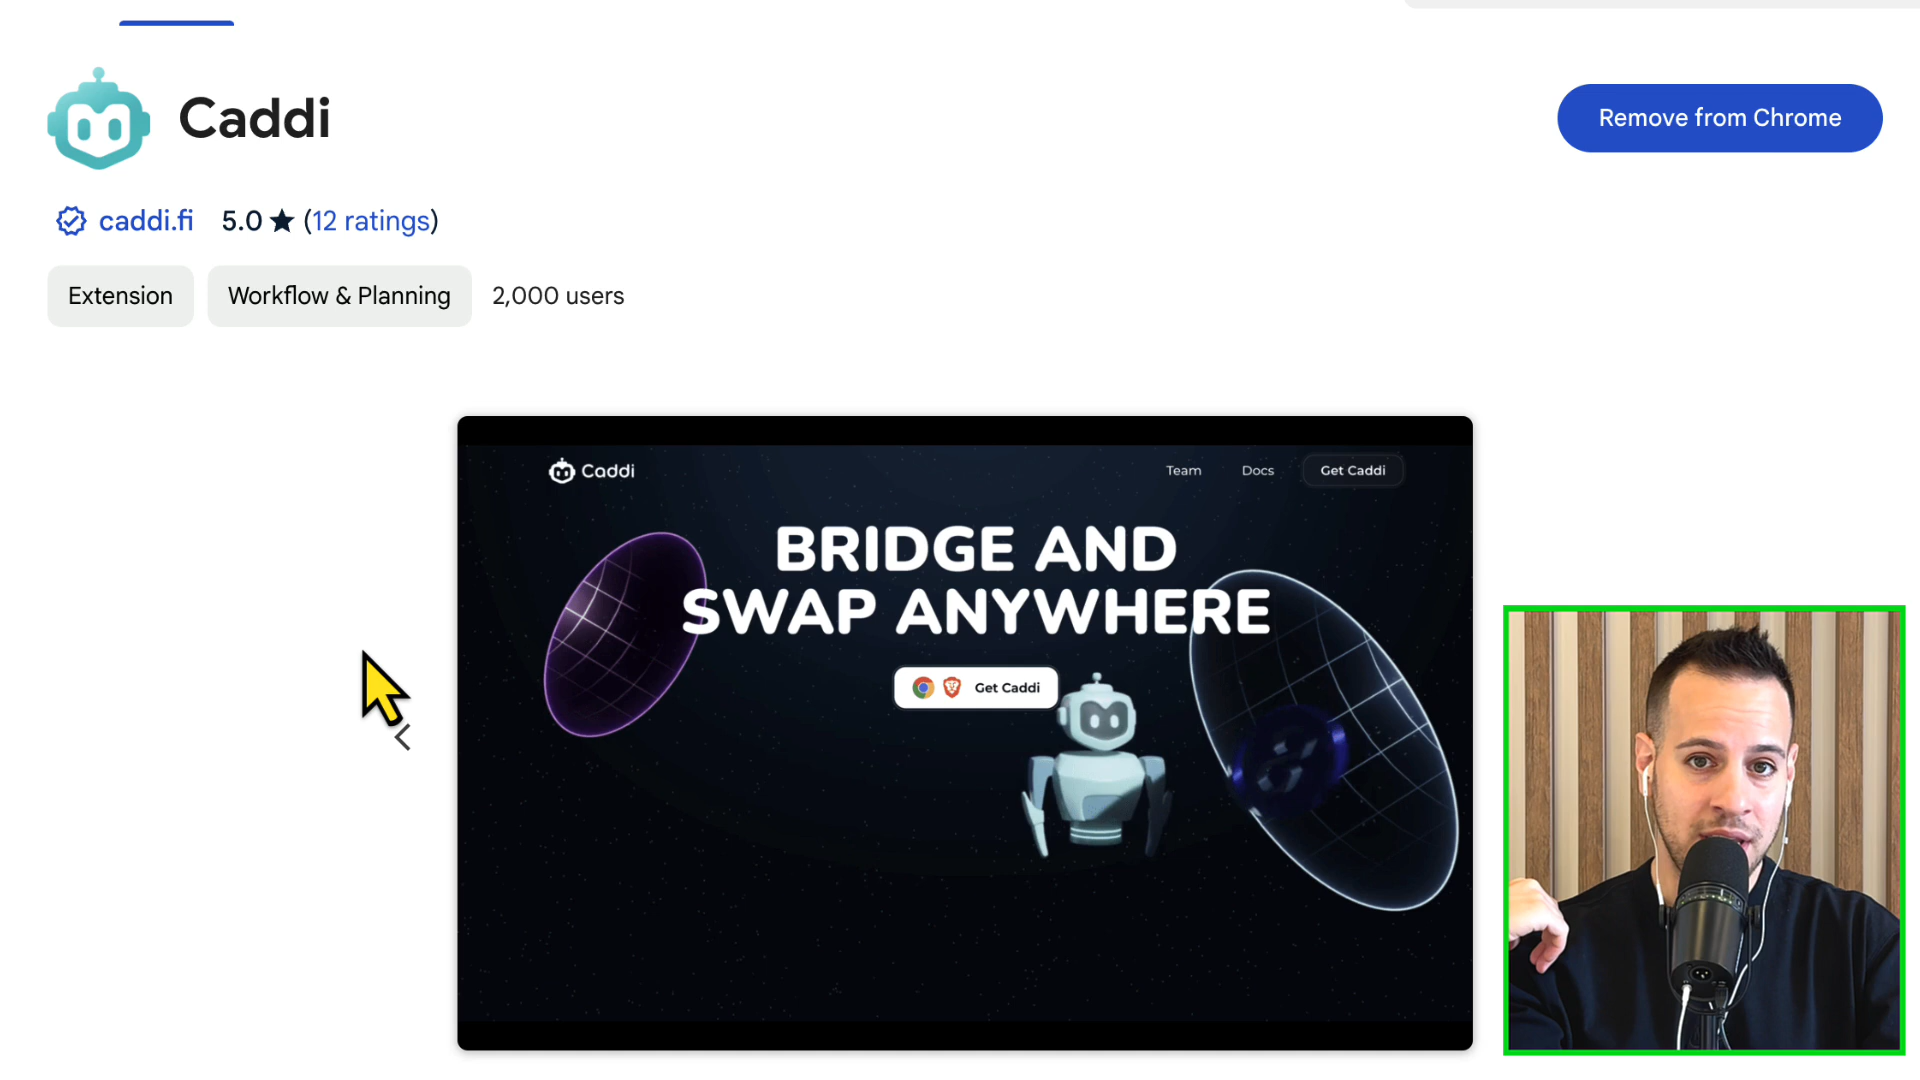 Caddi
Remove from Chrome
caddi.fi 5.0 ★ (12 ratings)
Extension
Workflow & Planning
2,000 users
Caddi
Team
Docs
Get Caddi
BRIDGE AND
SWAP ANYWHERE
Get Caddi